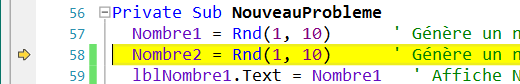 56 Private Sub NouveauProbleme
57 Nombre1 = Rnd(1, 10) ' Génère un n
58 Nombre2 = Rnd(1, 10) ' Génère un n
59 lblNombre1.Text = Nombre1 ' Affiche